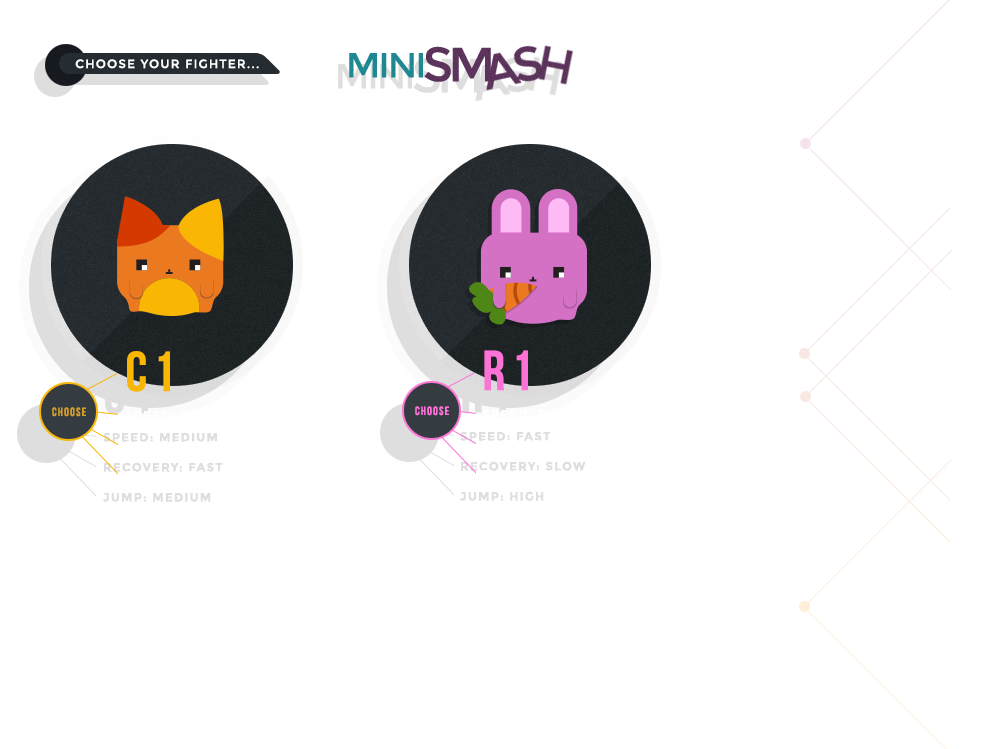 CHOOSE YOUR FIGHTER...
MINISMASH
C1
CHOOSE
SPEED: MEDIUM
RECOVERY: FAST
JUMP: MEDIUM
R1
CHOOSE
SPEED: FAST
RECOVERY: SLOW
JUMP: HIGH